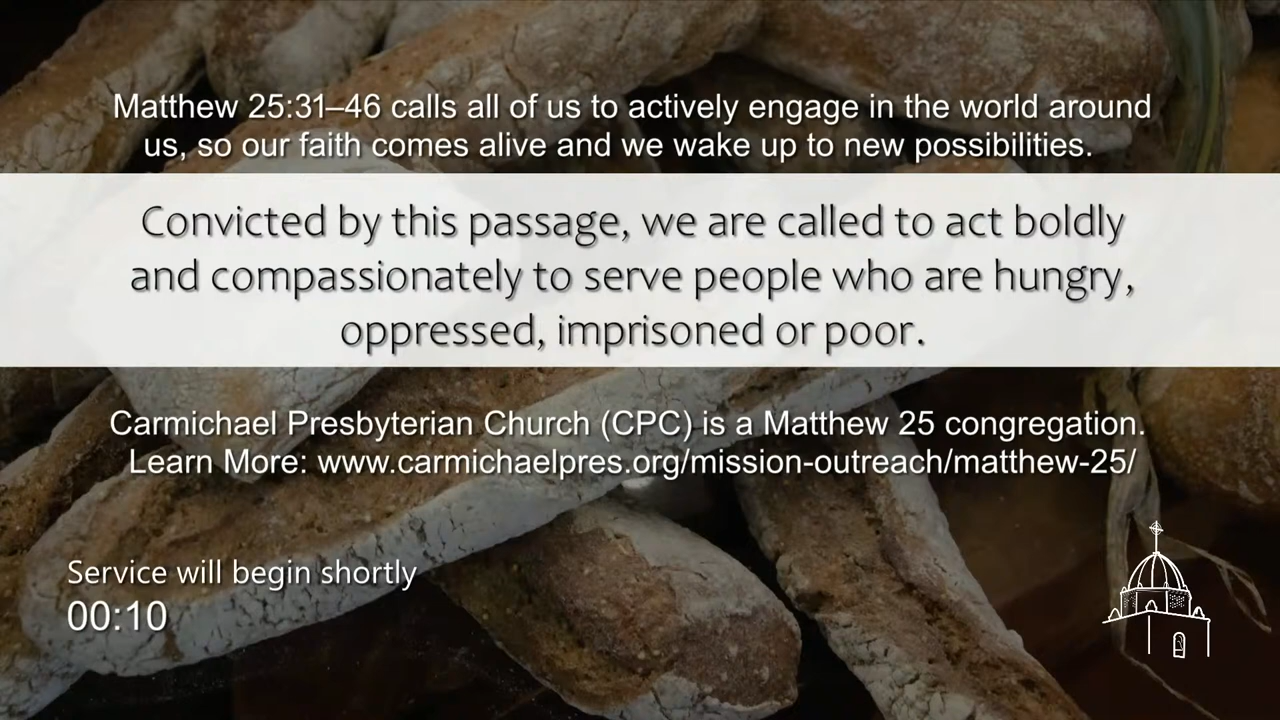 Matthew 25:31–46 calls all of us to actively engage in the world around
us, so our faith comes alive and we wake up to new possibilities.
Convicted by this passage, we are called to act boldly
and compassionately to serve people who are hungry,
oppressed, imprisoned or poor.
Carmichael Presbyterian Church (CPC) is a Matthew 25 congregation.
Learn More: www.carmichaelpres.org/mission-outreach/matthew-25/
Service will begin shortly
00:10